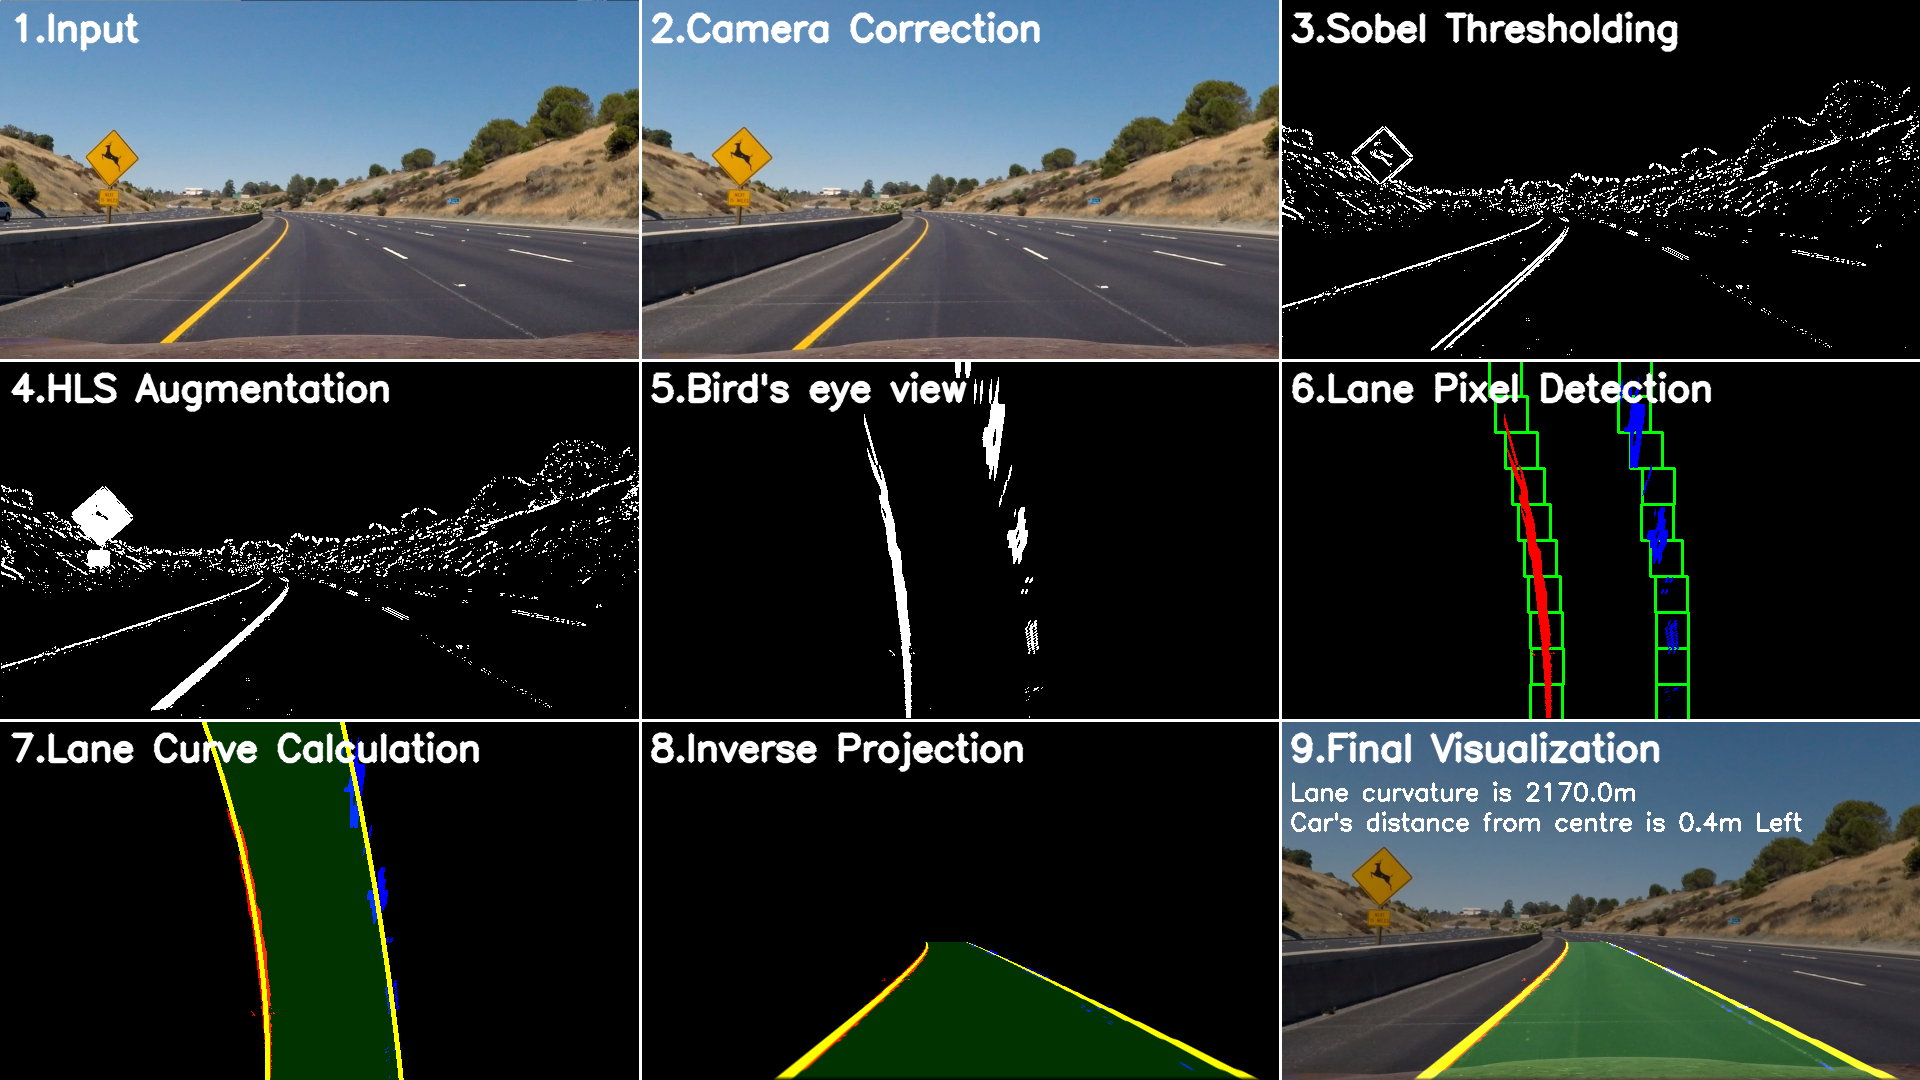 1.Input
2.Camera Correction
3.Sobel Thresholding
4.HLS Augmentation
5.Bird's eye view
6.Lane Pixel Detection
7.Lane Curve Calculation
8.Inverse Projection
9.Final Visualization
Lane curvature is 2170.0m
Car's distance from centre is 0.4m Left